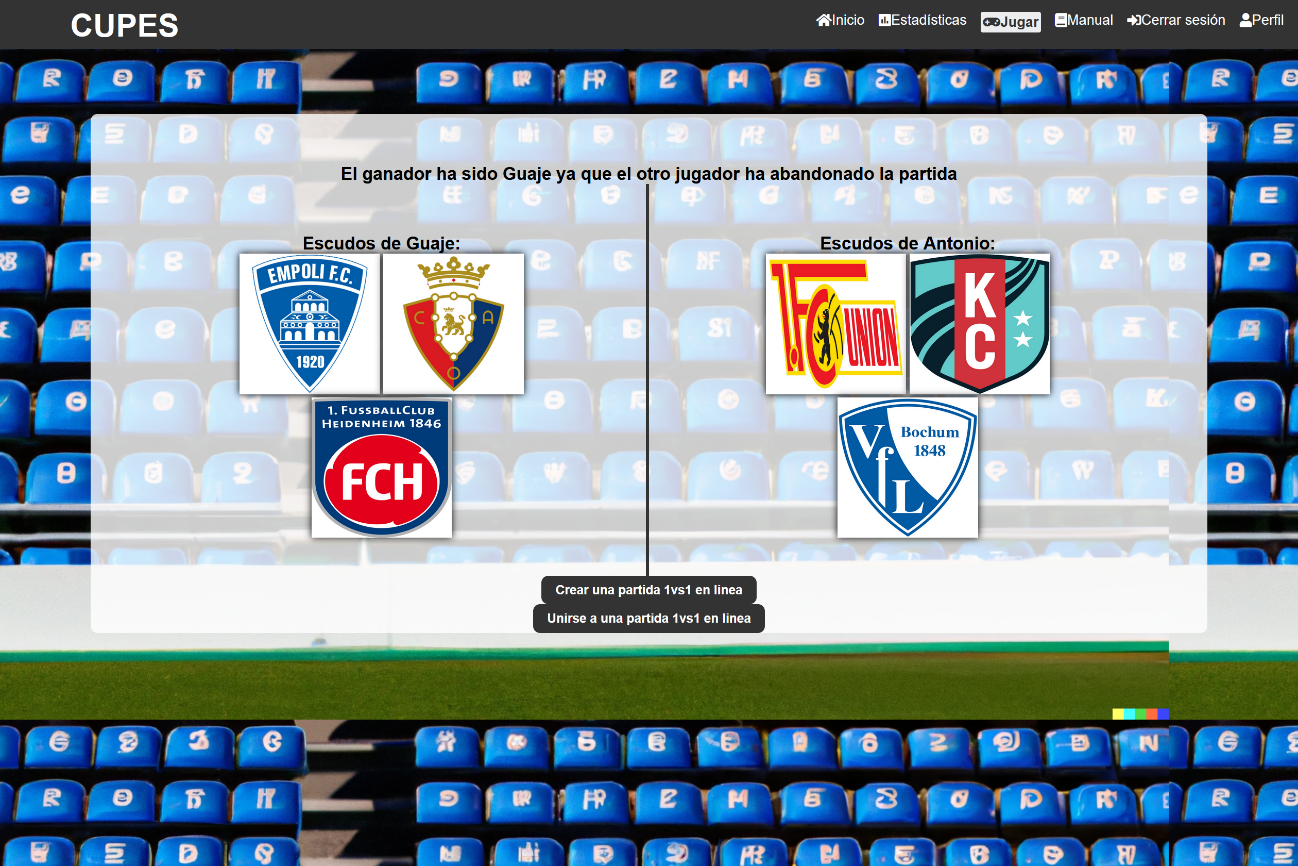 CUPES
Inicio
Estadísticas
Jugar
Manual
Cerrar sesión
Perfil
El ganador ha sido Guaje ya que el otro jugador ha abandonado la partida
Escudos de Guaje:
Escudos de Antonio:
EMPOLI F.C.
1920
C A
O
1. FUSSBALLCLUB
HEIDENHEIM 1846
FCH
1.FC
UNION
KC
VfL
Bochum
1848
Crear una partida 1vs1 en linea
Unirse a una partida 1vs1 en linea